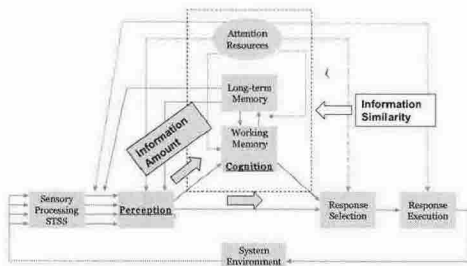 Attention
Resources
Long-term
Memory
Information
Similarity
Information
Amount
Working
Memory
Cognition
Sensory
Processing
STSS
Perception
Response
Selection
Response
Execution
System
Environment